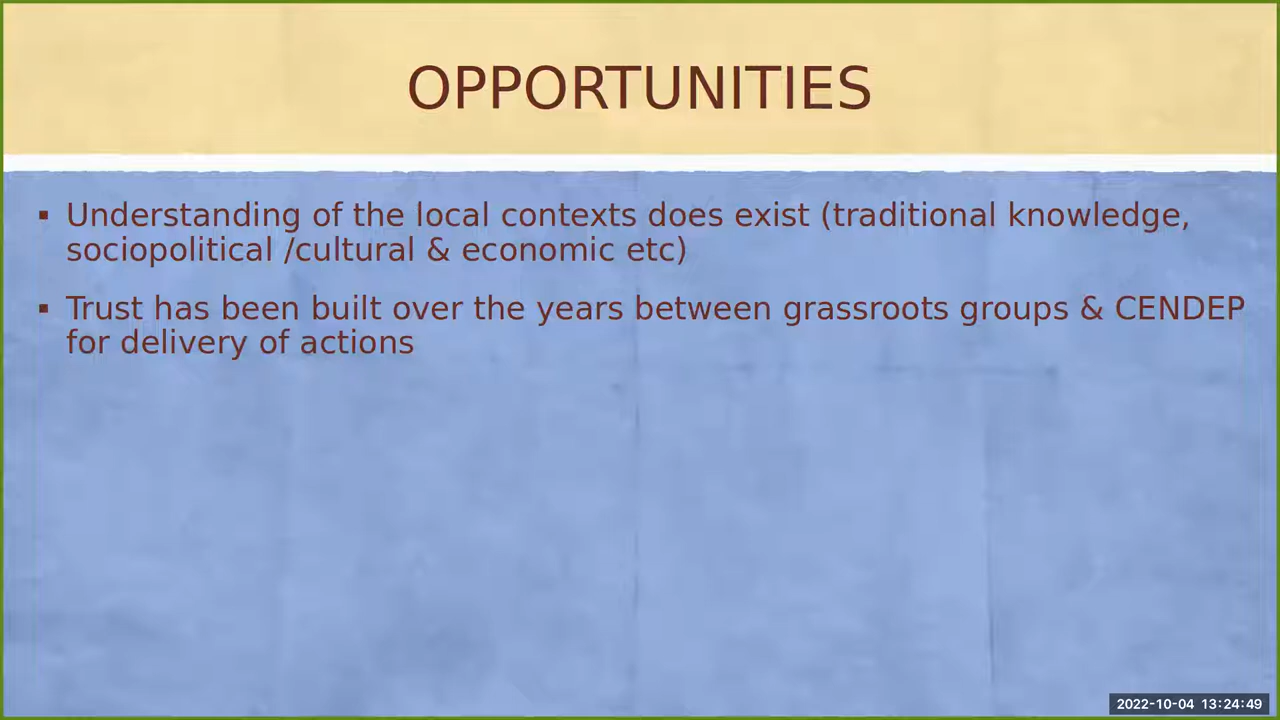 OPPORTUNITIES
▪ Understanding of the local contexts does exist (traditional knowledge,
sociopolitical /cultural & economic etc)
▪ Trust has been built over the years between grassroots groups & CENDEP
for delivery of actions
2022-10-04 13:24:49